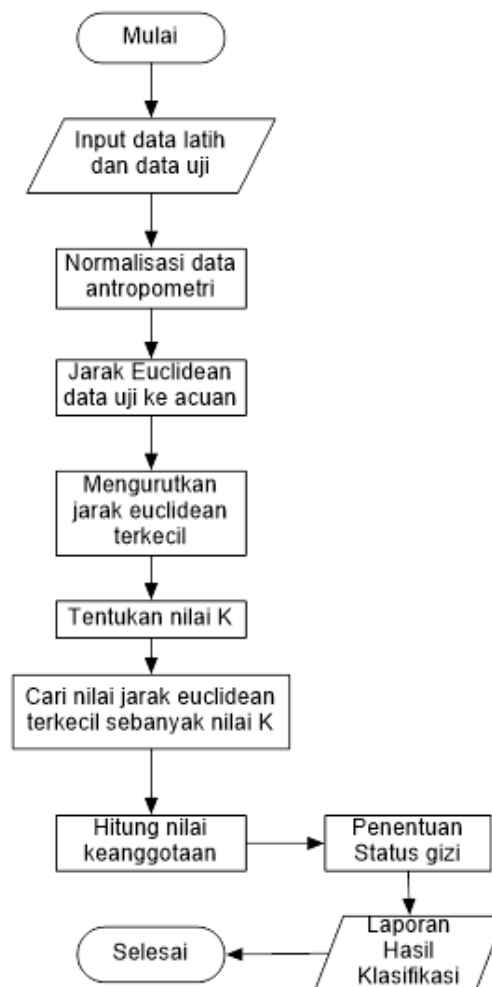 Mulai
Input data latih
dan data uji
Normalisasi data
antropometri
Jarak Euclidean
data uji ke acuan
Mengurutkan
jarak euclidean
terkecil
Tentukan nilai K
Cari nilai jarak euclidean
terkecil sebanyak nilai K
Hitung nilai
keanggotaan
Penentuan
Status gizi
Laporan
Hasil
Klasifikasi
Selesai